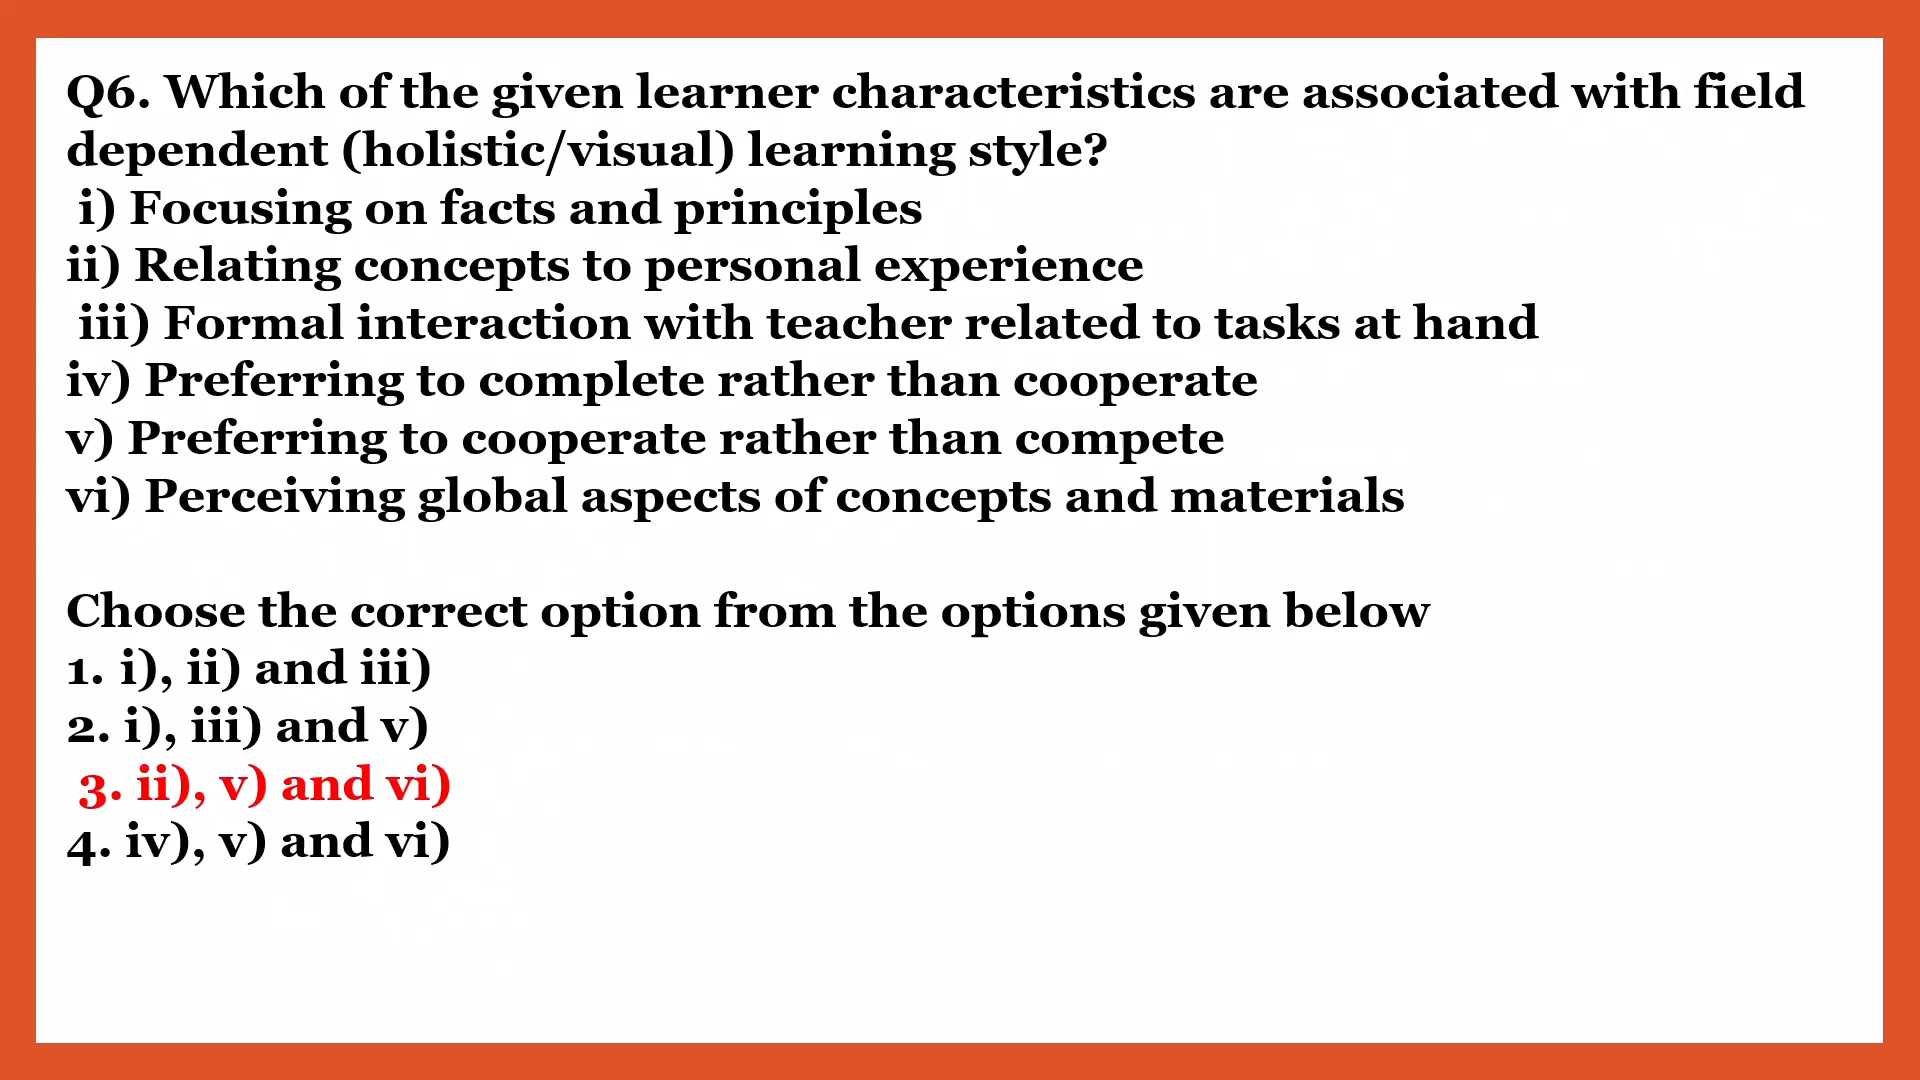 Q6. Which of the given learner characteristics are associated with field
dependent (holistic/visual) learning style?
i) Focusing on facts and principles
ii) Relating concepts to personal experience
iii) Formal interaction with teacher related to tasks at hand
iv) Preferring to complete rather than cooperate
v) Preferring to cooperate rather than compete
vi) Perceiving global aspects of concepts and materials
Choose the correct option from the options given below
1. i), ii) and iii)
2. i), iii) and v)
3. ii), v) and vi)
4. iv), v) and vi)